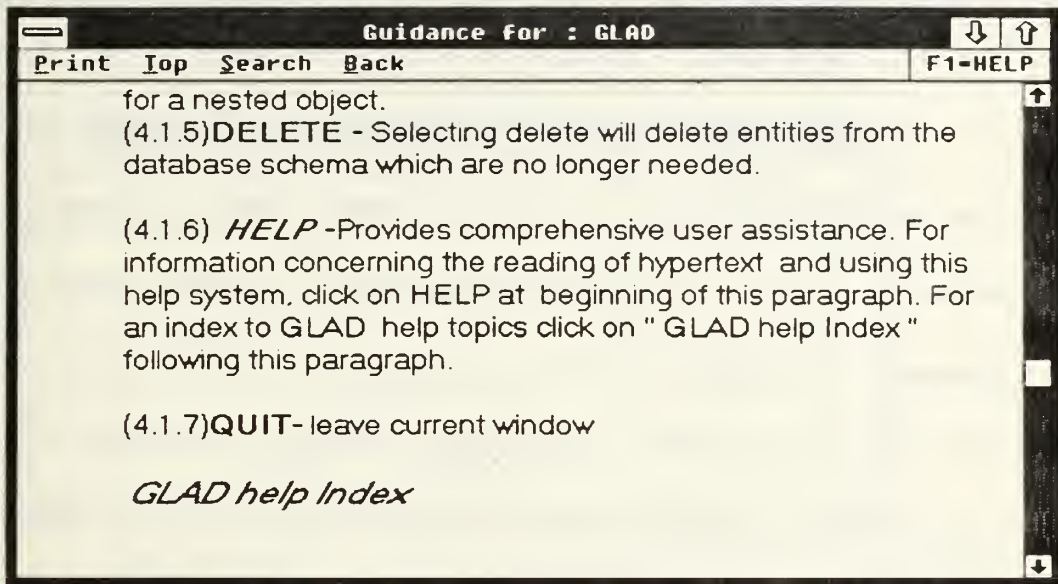 Guidance for : GLAD
Print Top Search Back F1=HELP
for a nested object.
(4.1.5)DELETE - Selecting delete will delete entities from the
database schema which are no longer needed.
(4.1.6) HELP -Provides comprehensive user assistance. For
information concerning the reading of hypertext and using this
help system, click on HELP at beginning of this paragraph. For
an index to GLAD help topics click on " GLAD help Index "
following this paragraph.
(4.1.7)QUIT- leave current window
GLAD help Index